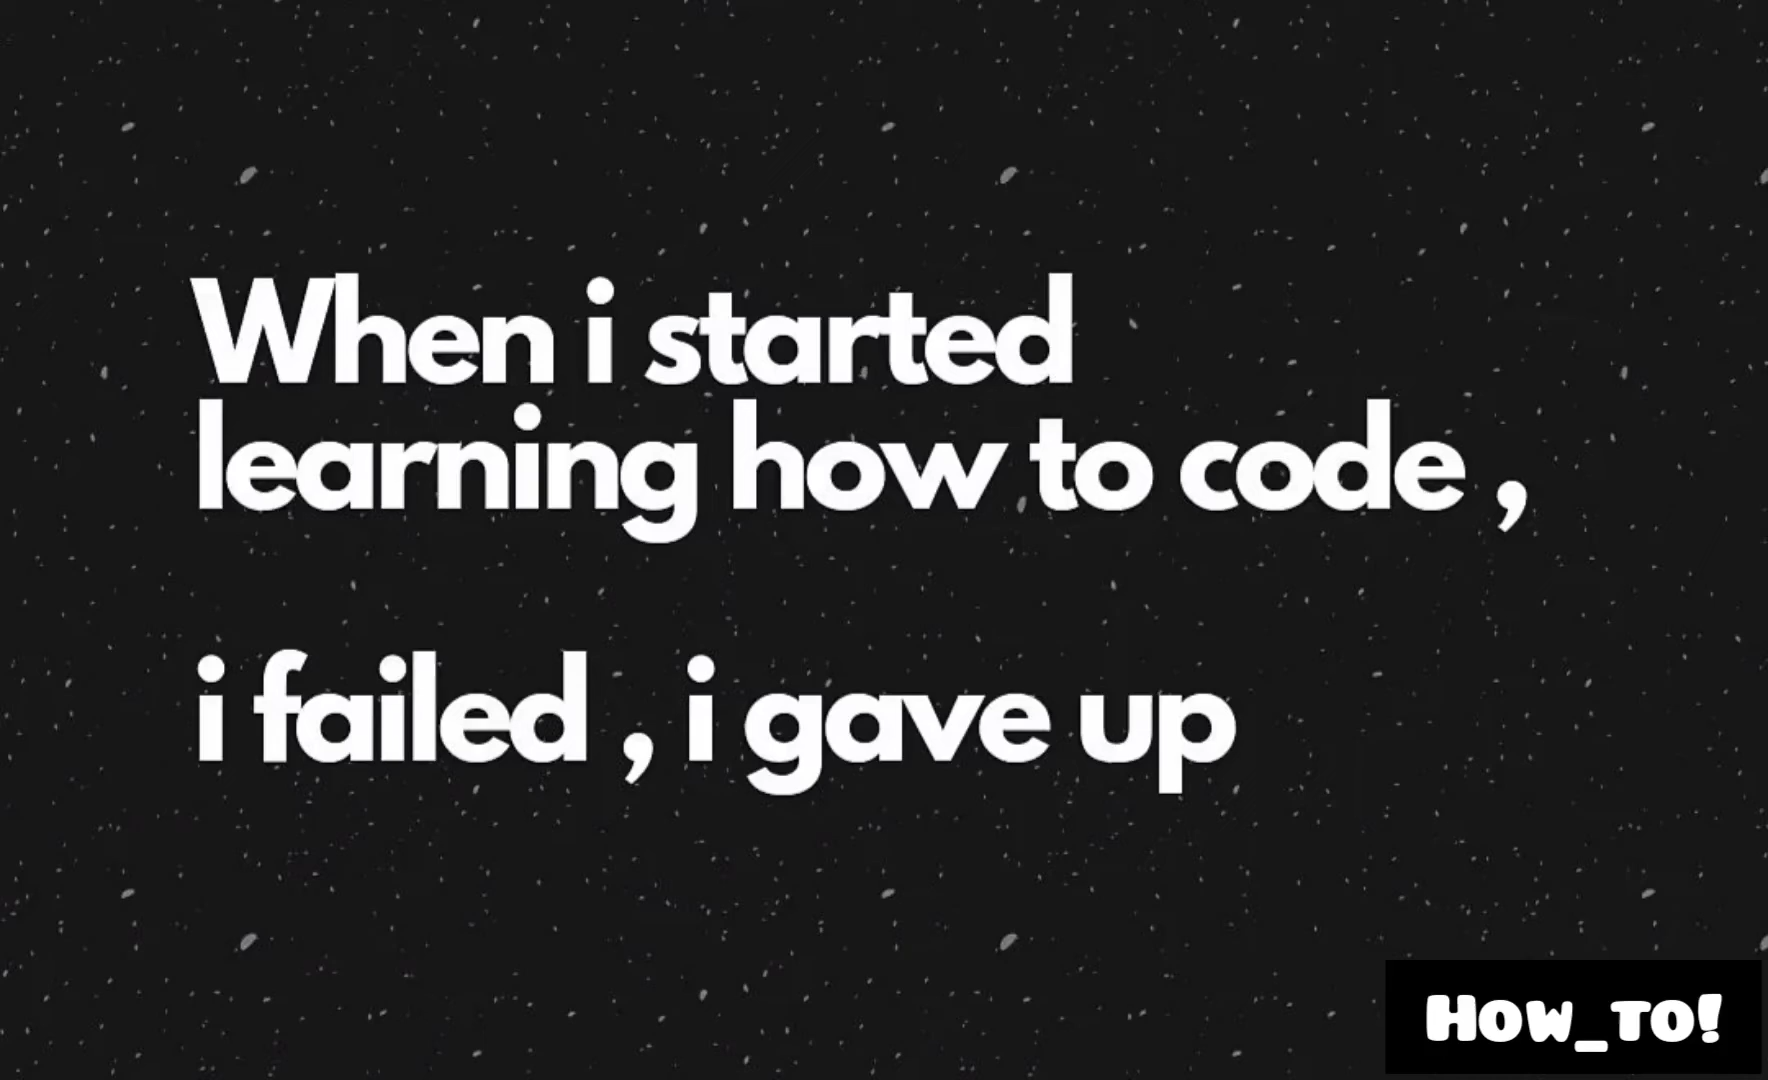 When i started
learning how to code ,
i failed , i gave up
How_to!